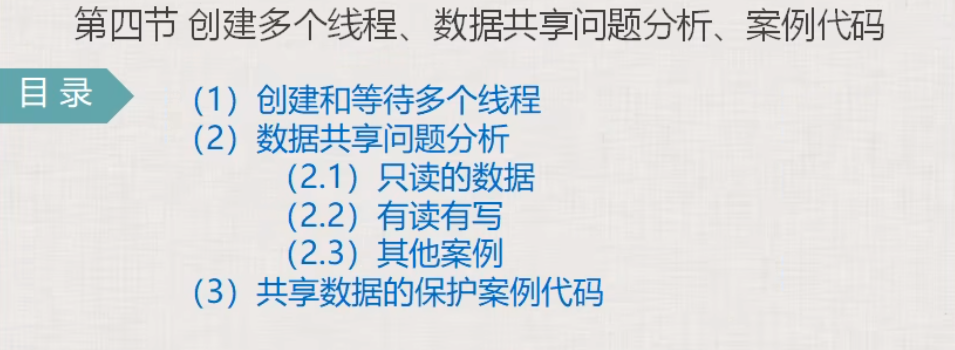 第四节 创建多个线程、数据共享问题分析、案例代码
目录
（1）创建和等待多个线程
（2）数据共享问题分析
（2.1）只读的数据
（2.2）有读有写
（2.3）其他案例
（3）共享数据的保护案例代码